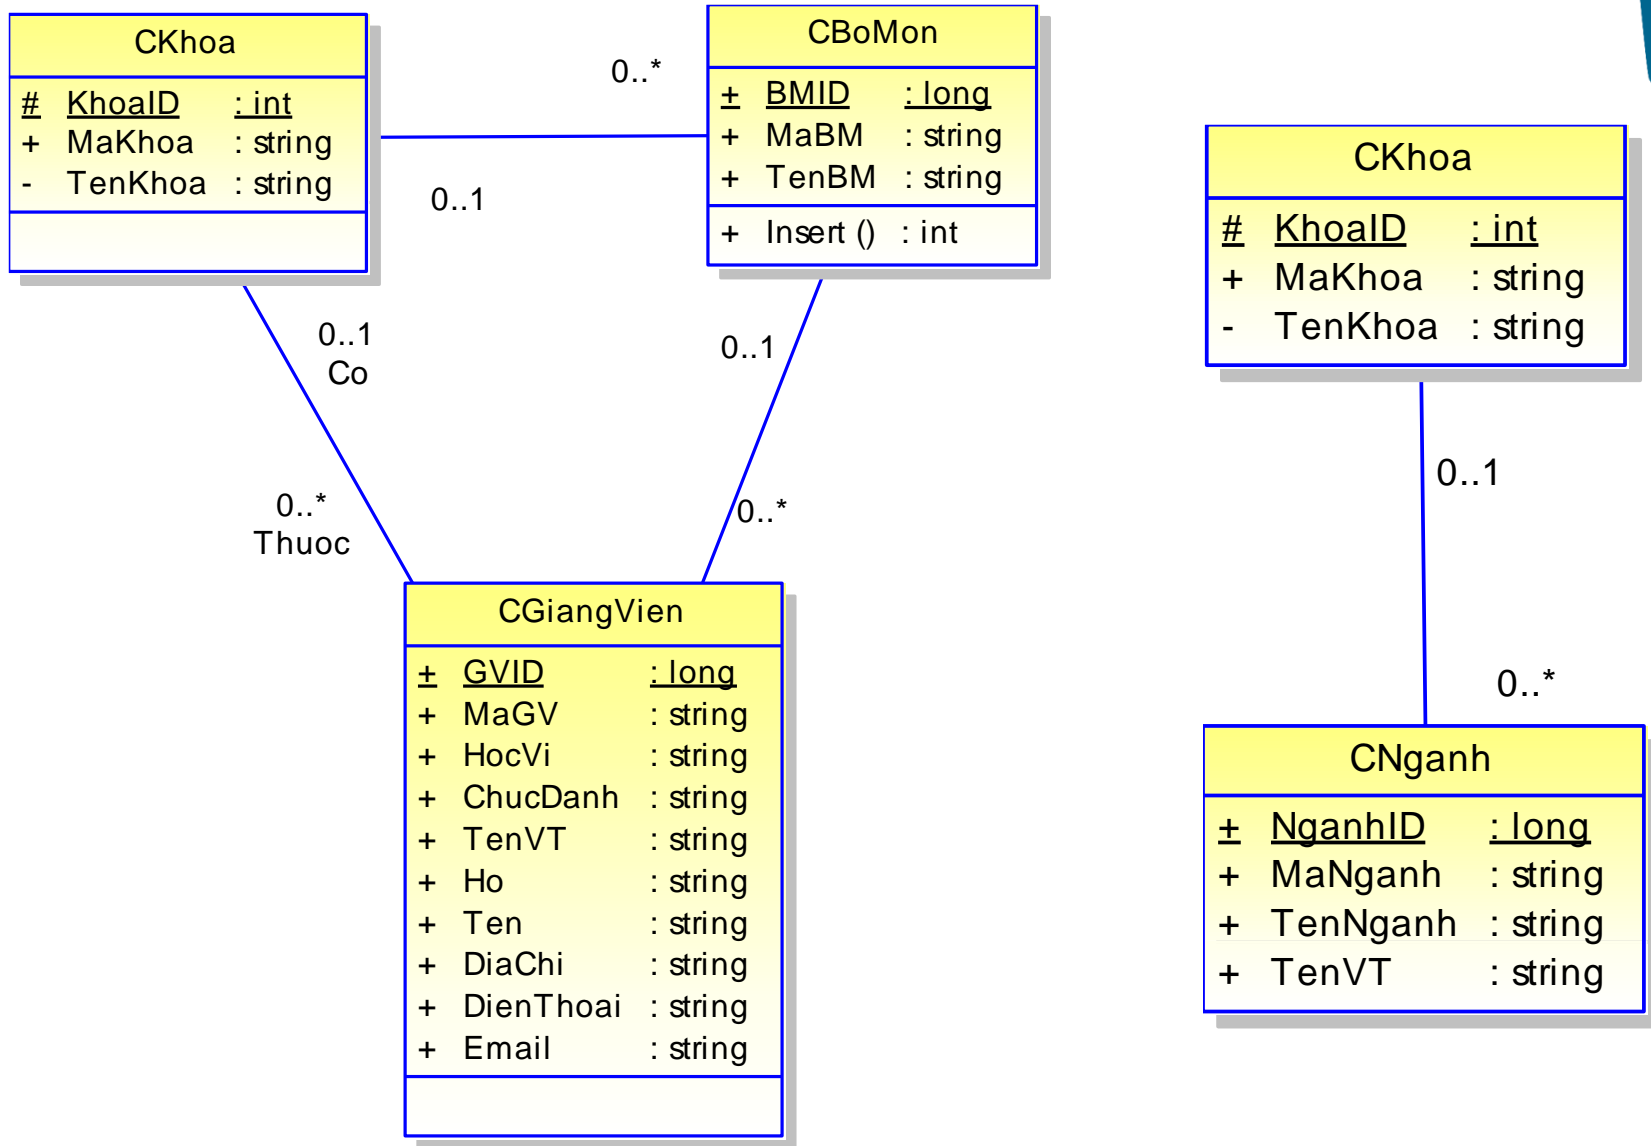 CKhoa
# KhoaID : int
+ MaKhoa : string
- TenKhoa : string
0..*
0..1
CBoMon
+ BMID : long
+ MaBM : string
+ TenBM : string
+ Insert () : int
0..1
Co
0..*
Thuoc
0..1
0..*
CGiangVien
+ GVID : long
+ MaGV : string
+ HocVi : string
+ ChucDanh : string
+ TenVT : string
+ Ho : string
+ Ten : string
+ DiaChi : string
+ DienThoai : string
+ Email : string
CKhoa
# KhoaID : int
+ MaKhoa : string
- TenKhoa : string
0..1
0..*
CNganh
+ NganhID : long
+ MaNganh : string
+ TenNganh : string
+ TenVT : string